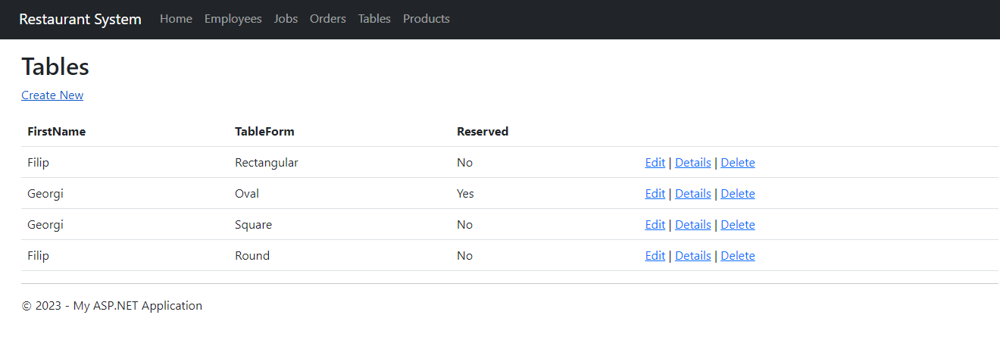 Restaurant System Home Employees Jobs Orders Tables Products
Tables
Create New
FirstName TableForm Reserved
Filip Rectangular No Edit | Details | Delete
Georgi Oval Yes Edit | Details | Delete
Georgi Square No Edit | Details | Delete
Filip Round No Edit | Details | Delete
© 2023 - My ASP.NET Application